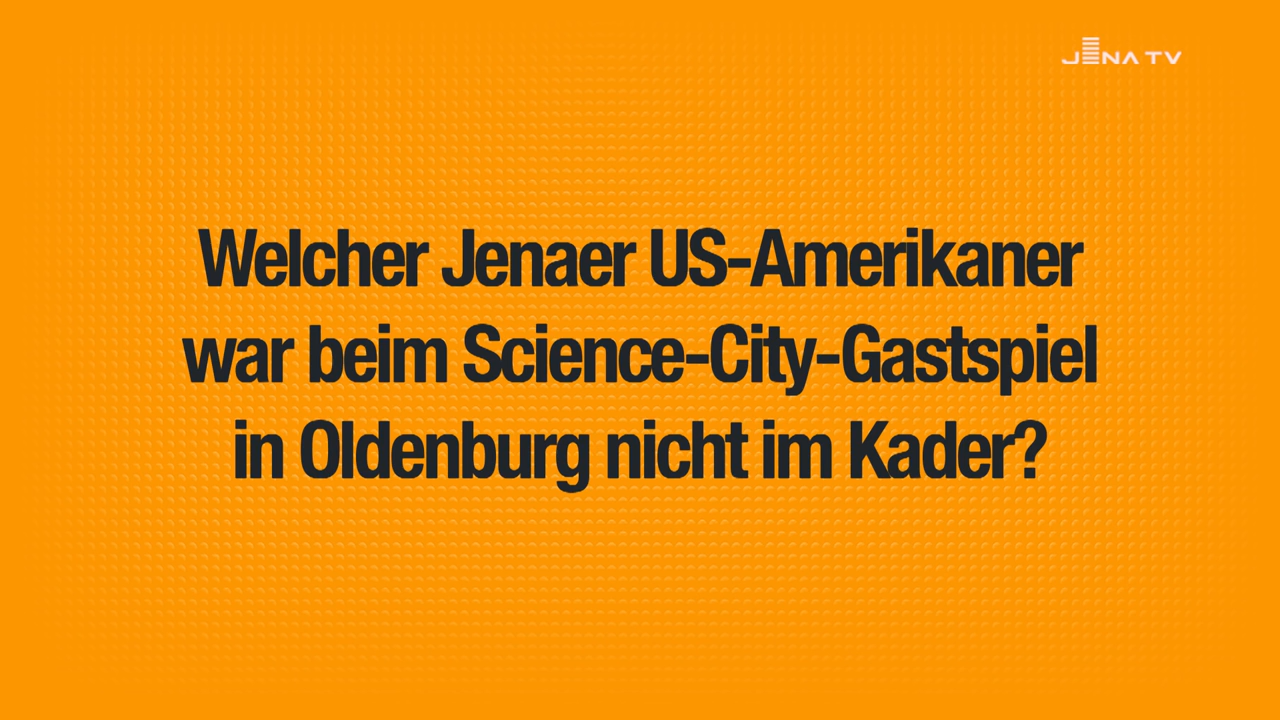 JENA TV
Welcher Jenaer US-Amerikaner
war beim Science-City-Gastspiel
in Oldenburg nicht im Kader?